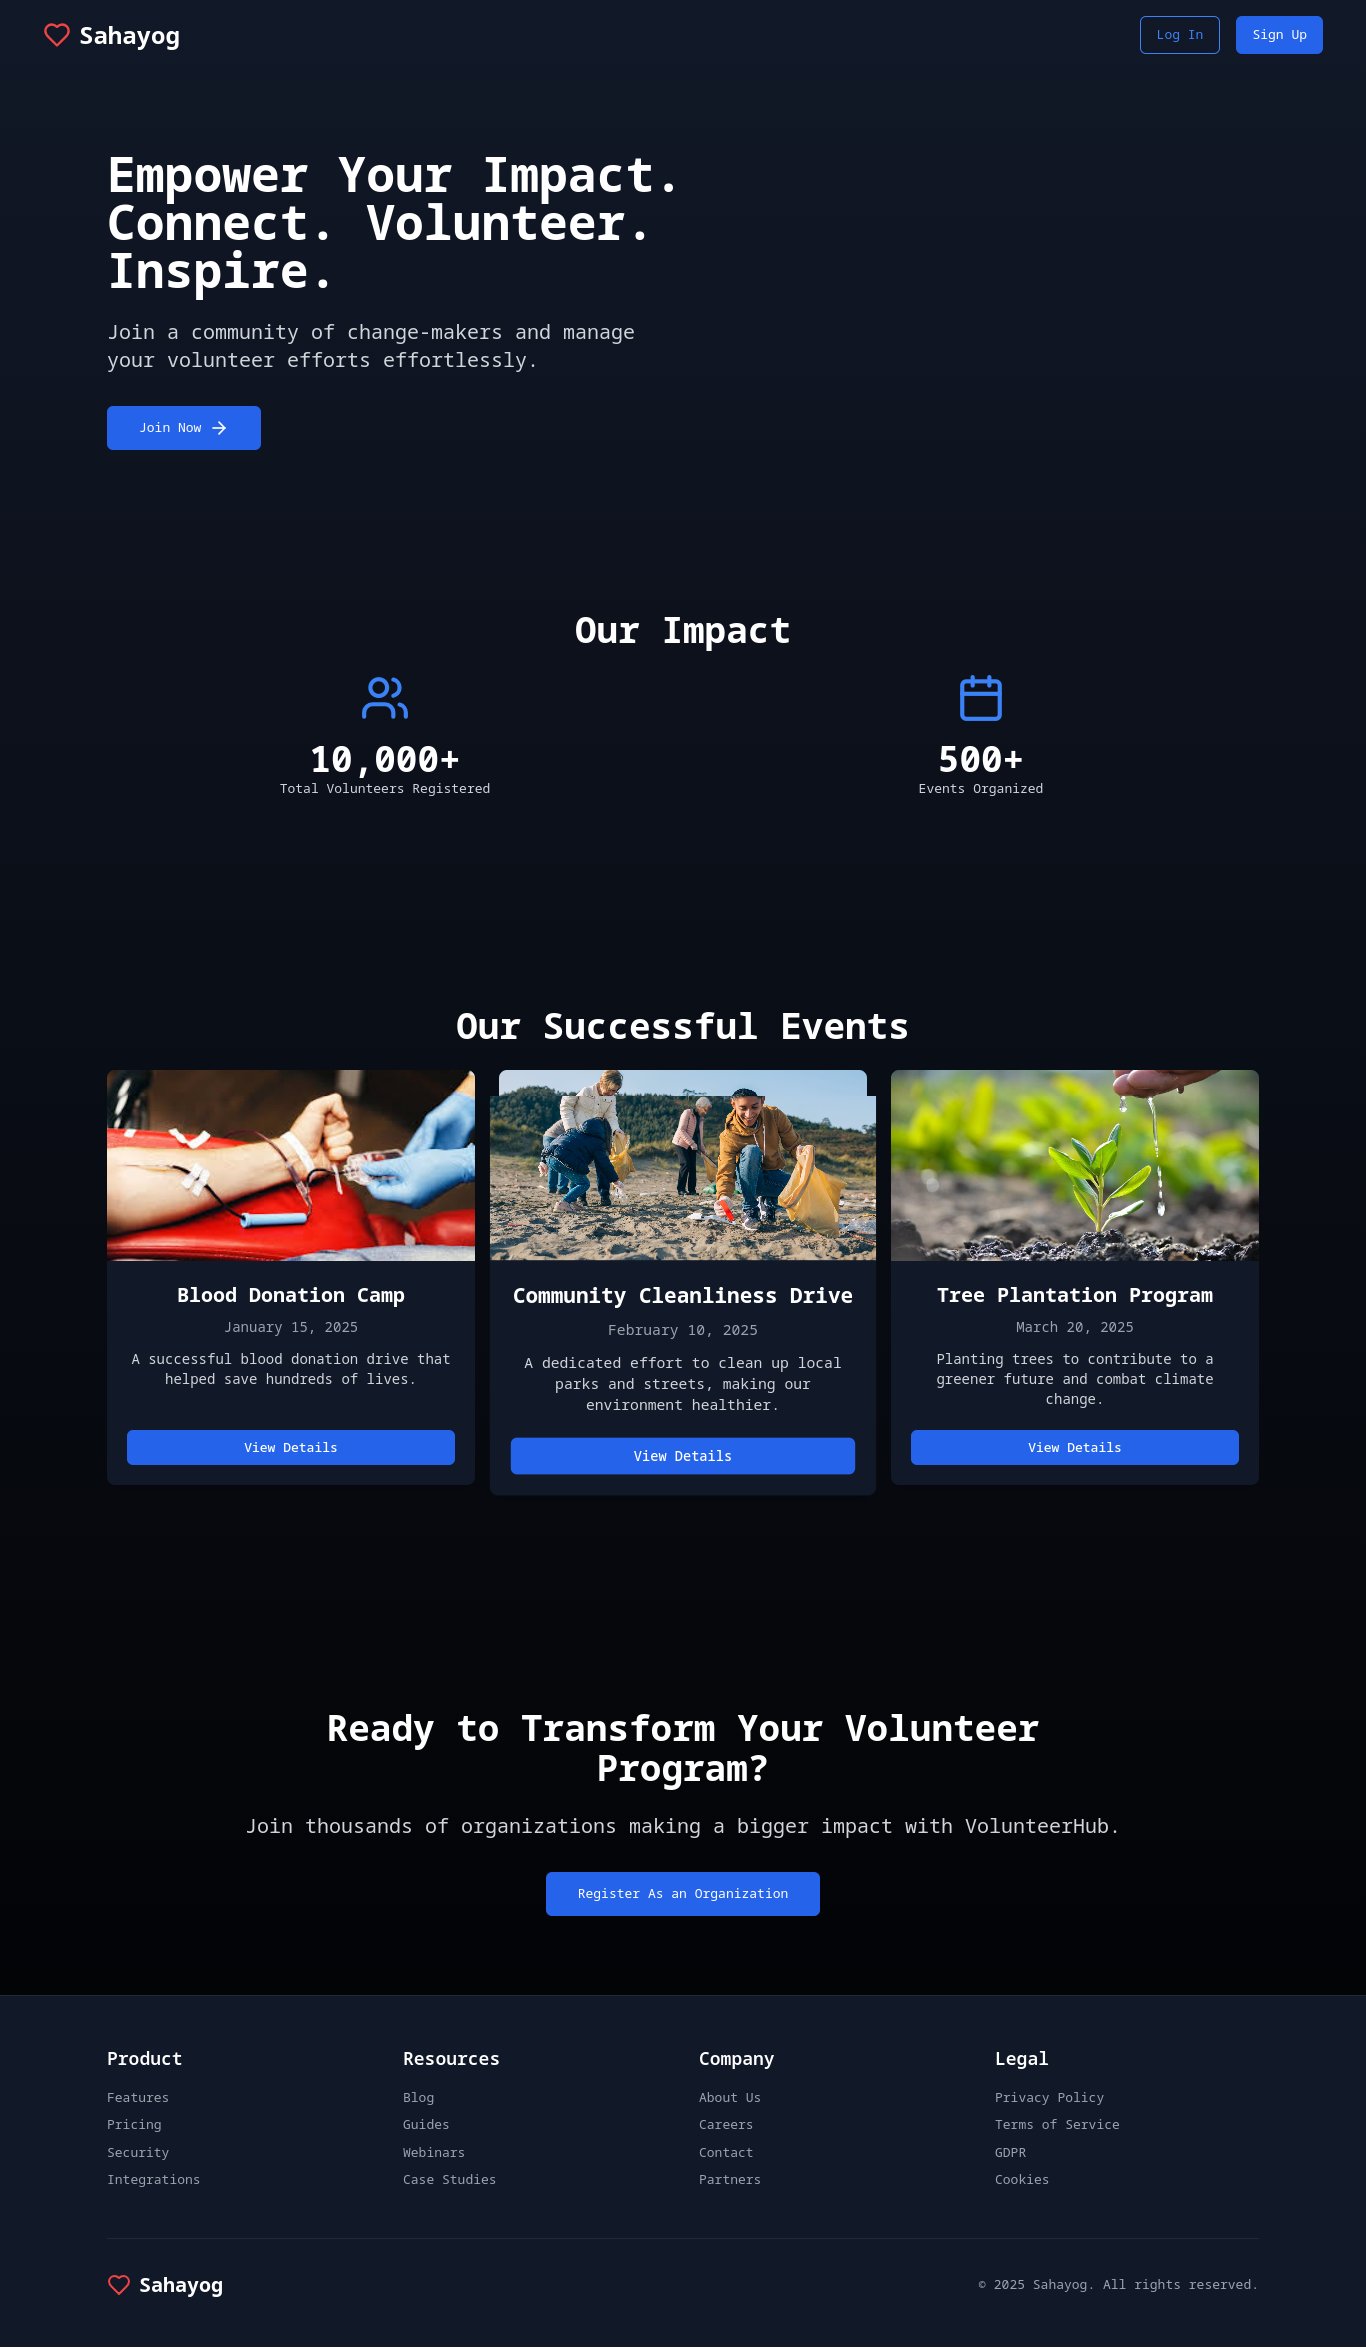 Sahayog
Log In
Sign Up
Empower Your Impact.
Connect. Volunteer.
Inspire.
Join a community of change-makers and manage
your volunteer efforts effortlessly.
Join Now
Our Impact
10,000+
Total Volunteers Registered
500+
Events Organized
Our Successful Events
Blood Donation Camp
January 15, 2025
A successful blood donation drive that
helped save hundreds of lives.
View Details
Community Cleanliness Drive
February 10, 2025
A dedicated effort to clean up local
parks and streets, making our
environment healthier.
View Details
Tree Plantation Program
March 20, 2025
Planting trees to contribute to a
greener future and combat climate
change.
View Details
Ready to Transform Your Volunteer
Program?
Join thousands of organizations making a bigger impact with VolunteerHub.
Register As an Organization
Product
Features
Pricing
Security
Integrations
Resources
Blog
Guides
Webinars
Case Studies
Company
About Us
Careers
Contact
Partners
Legal
Privacy Policy
Terms of Service
GDPR
Cookies
Sahayog
© 2025 Sahayog. All rights reserved.